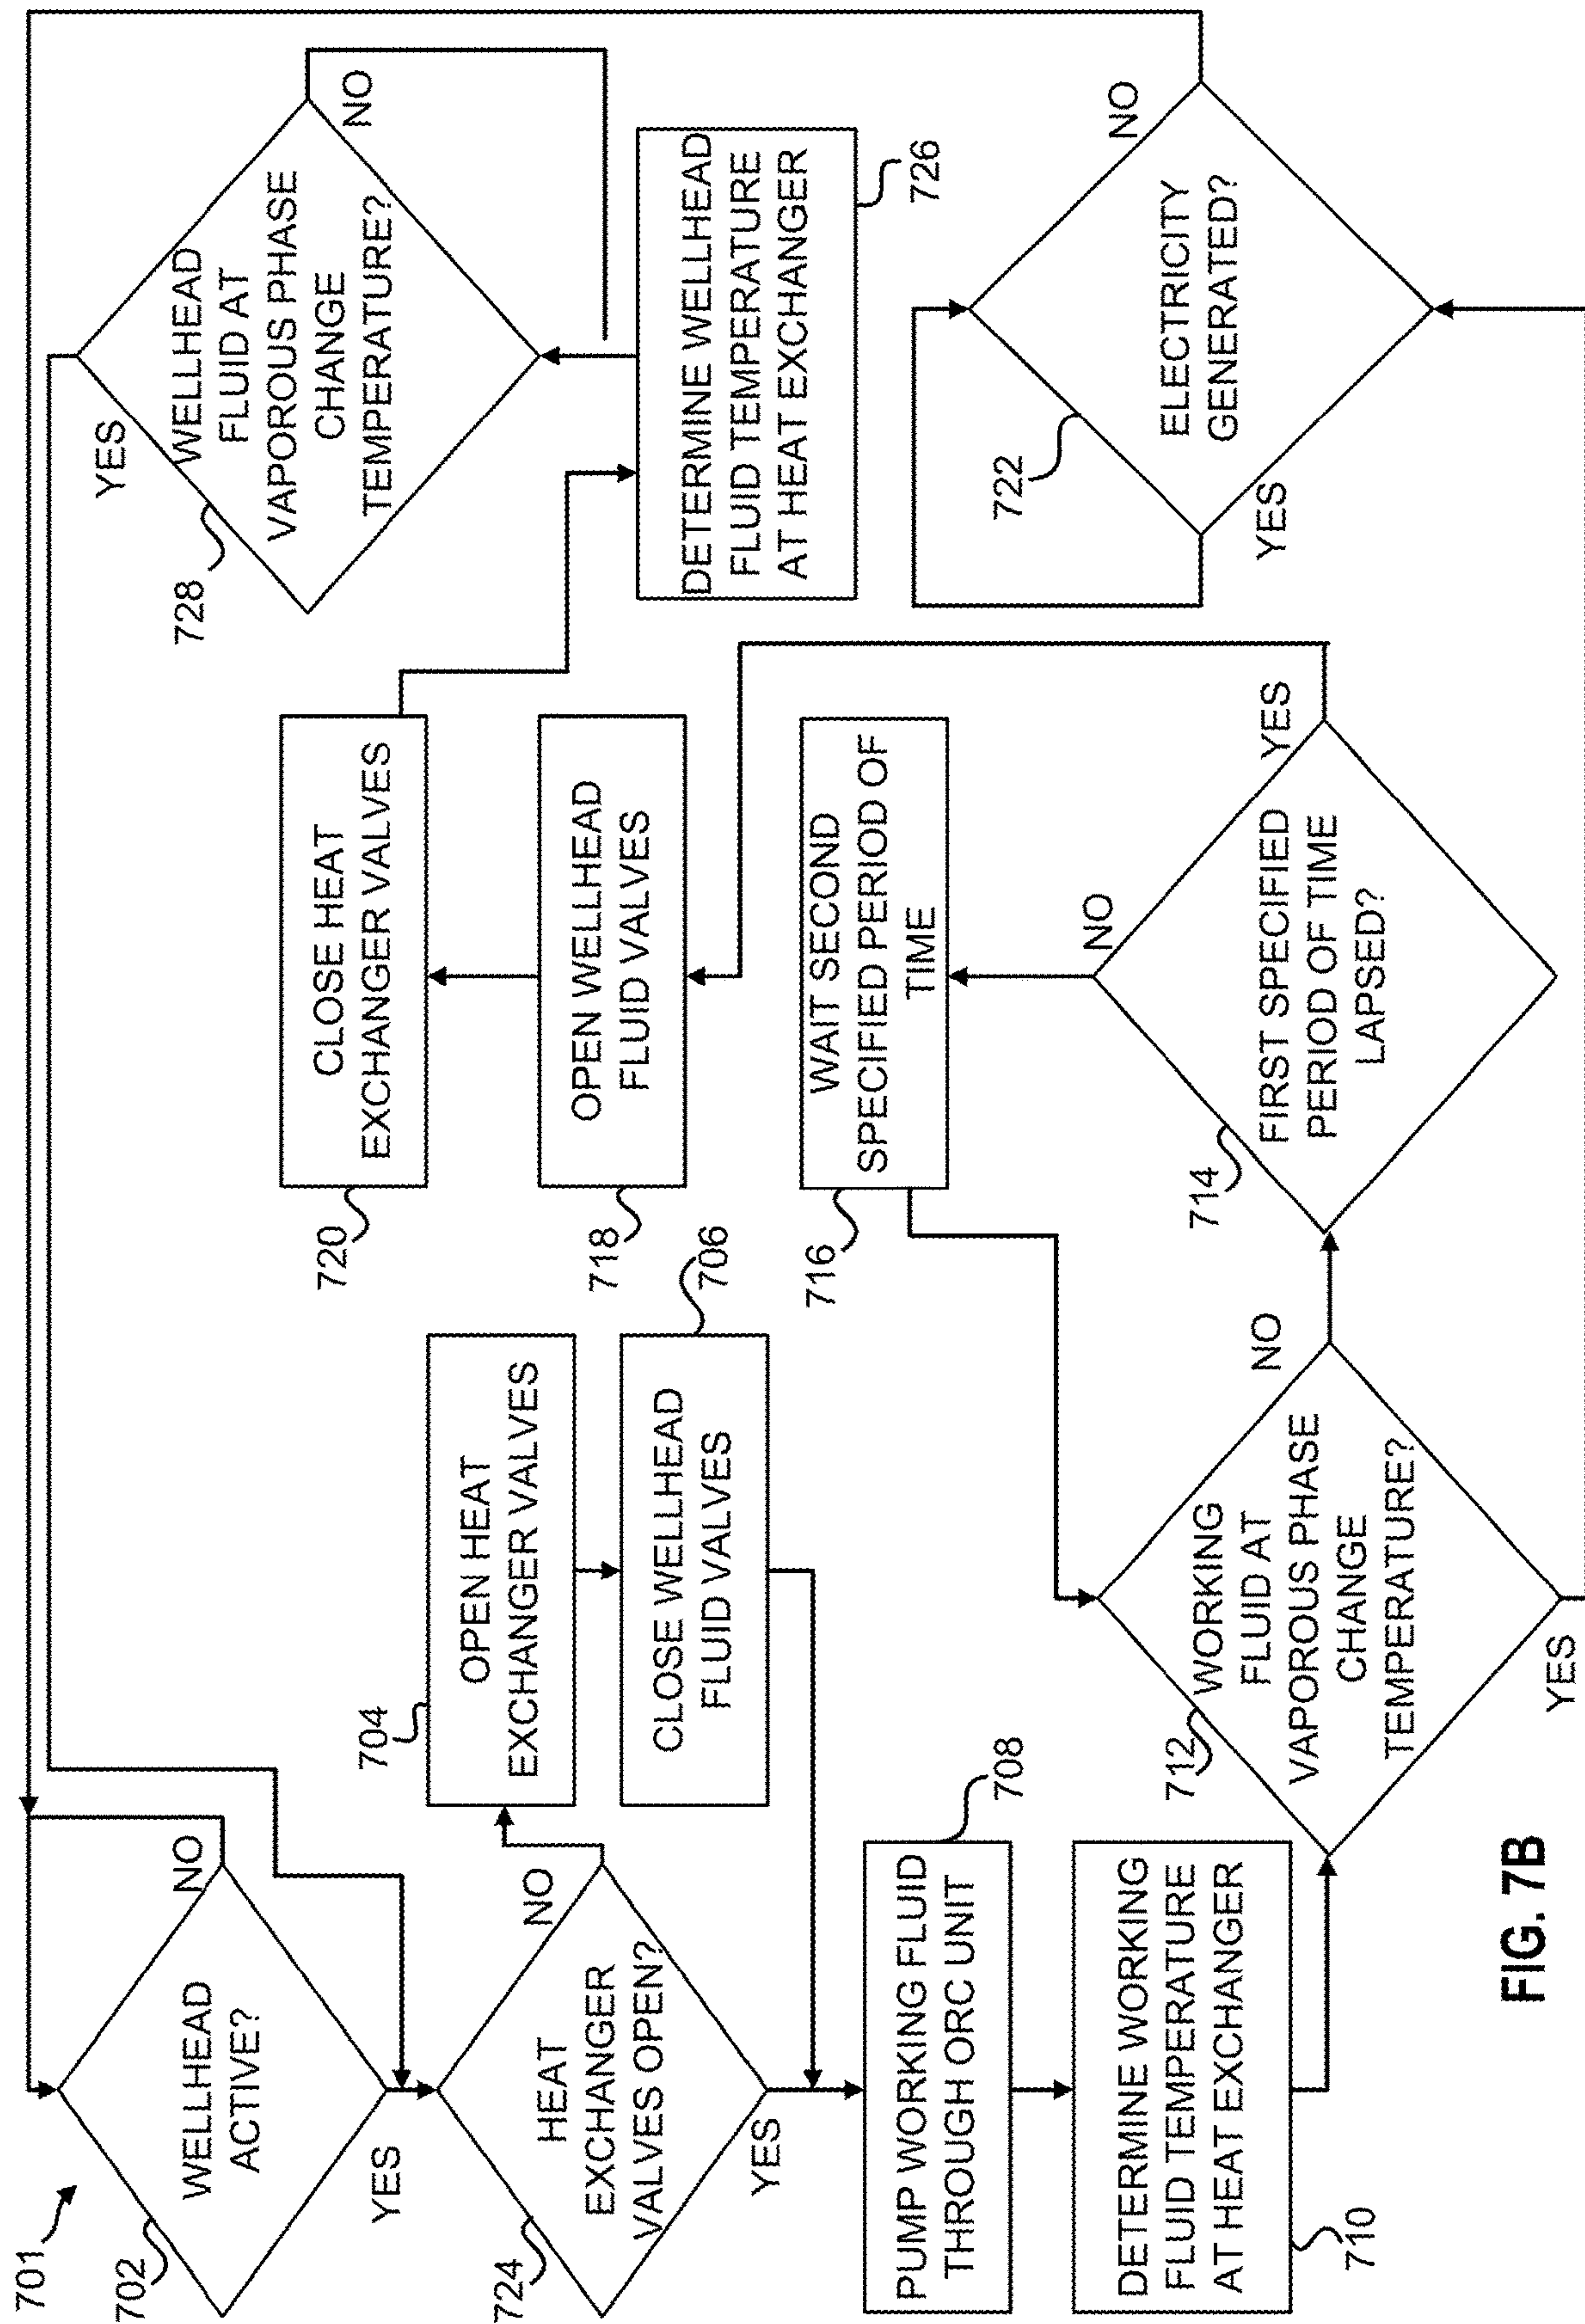 701
702
WELLHEAD
ACTIVE?
NO
YES
724
HEAT
EXCHANGER
VALVES OPEN?
NO
YES
704
OPEN HEAT
EXCHANGER VALVES
706
CLOSE WELLHEAD
FLUID VALVES
708
PUMP WORKING FLUID
THROUGH ORC UNIT
710
DETERMINE WORKING
FLUID TEMPERATURE
AT HEAT EXCHANGER
712
WORKING
FLUID AT
VAPOROUS PHASE
CHANGE
TEMPERATURE?
NO
YES
714
FIRST SPECIFIED
PERIOD OF TIME
LAPSED?
NO
YES
716
WAIT SECOND
SPECIFIED PERIOD OF
TIME
718
OPEN WELLHEAD
FLUID VALVES
720
CLOSE HEAT
EXCHANGER VALVES
728
WELLHEAD
FLUID AT
VAPOROUS PHASE
CHANGE
TEMPERATURE?
YES
NO
726
DETERMINE WELLHEAD
FLUID TEMPERATURE
AT HEAT EXCHANGER
722
ELECTRICITY
GENERATED?
NO
YES
FIG. 7B